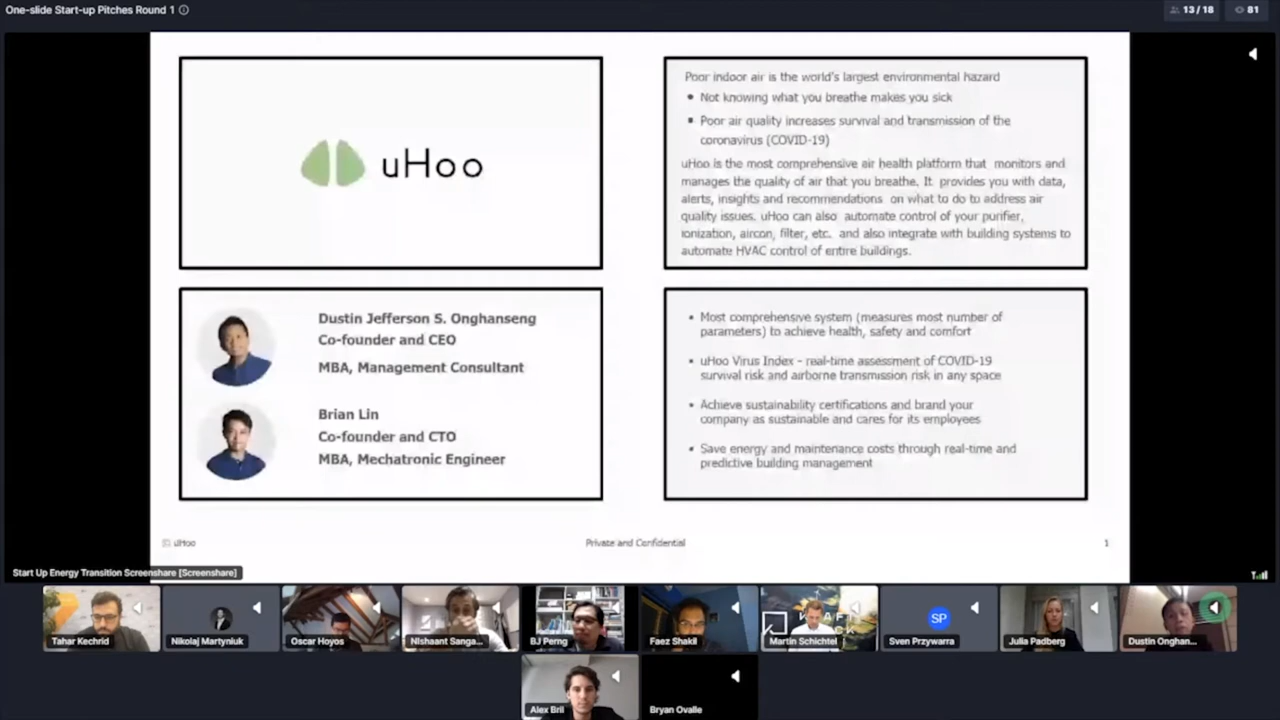 One-slide Start-up Pitches Round 1
13 / 18
81
uHoo
Poor indoor air is the world's largest environmental hazard
• Not knowing what you breathe makes you sick
▪ Poor air quality increases survival and transmission of the
coronavirus (COVID-19)
uHoo is the most comprehensive air health platform that monitors and
manages the quality of air that you breathe. It provides you with data,
alerts, insights and recommendations on what to do to address air
quality issues. uHoo can also automate control of your purifier,
ionization, aircon, filter, etc. and also integrate with building systems to
automate HVAC control of entire buildings.
Dustin Jefferson S. Onghanseng
Co-founder and CEO
MBA, Management Consultant
Brian Lin
Co-founder and CTO
MBA, Mechatronic Engineer
• Most comprehensive system (measures most number of
parameters) to achieve health, safety and comfort
• uHoo Virus Index - real-time assessment of COVID-19
survival risk and airborne transmission risk in any space
• Achieve sustainability certifications and brand your
company as sustainable and cares for its employees
• Save energy and maintenance costs through real-time and
predictive building management
© uHoo
Private and Confidential
1
Start Up Energy Transition Screenshare [Screenshare]
Tahar Kechrid
Nikolaj Martyniuk
Oscar Hoyos
Nishaant Sanga...
BJ Perng
Faez Shakil
Martin Schichtel
SP
Sven Przywarra
Julia Padberg
Dustin Onghan...
Alex Bril
Bryan Ovalle